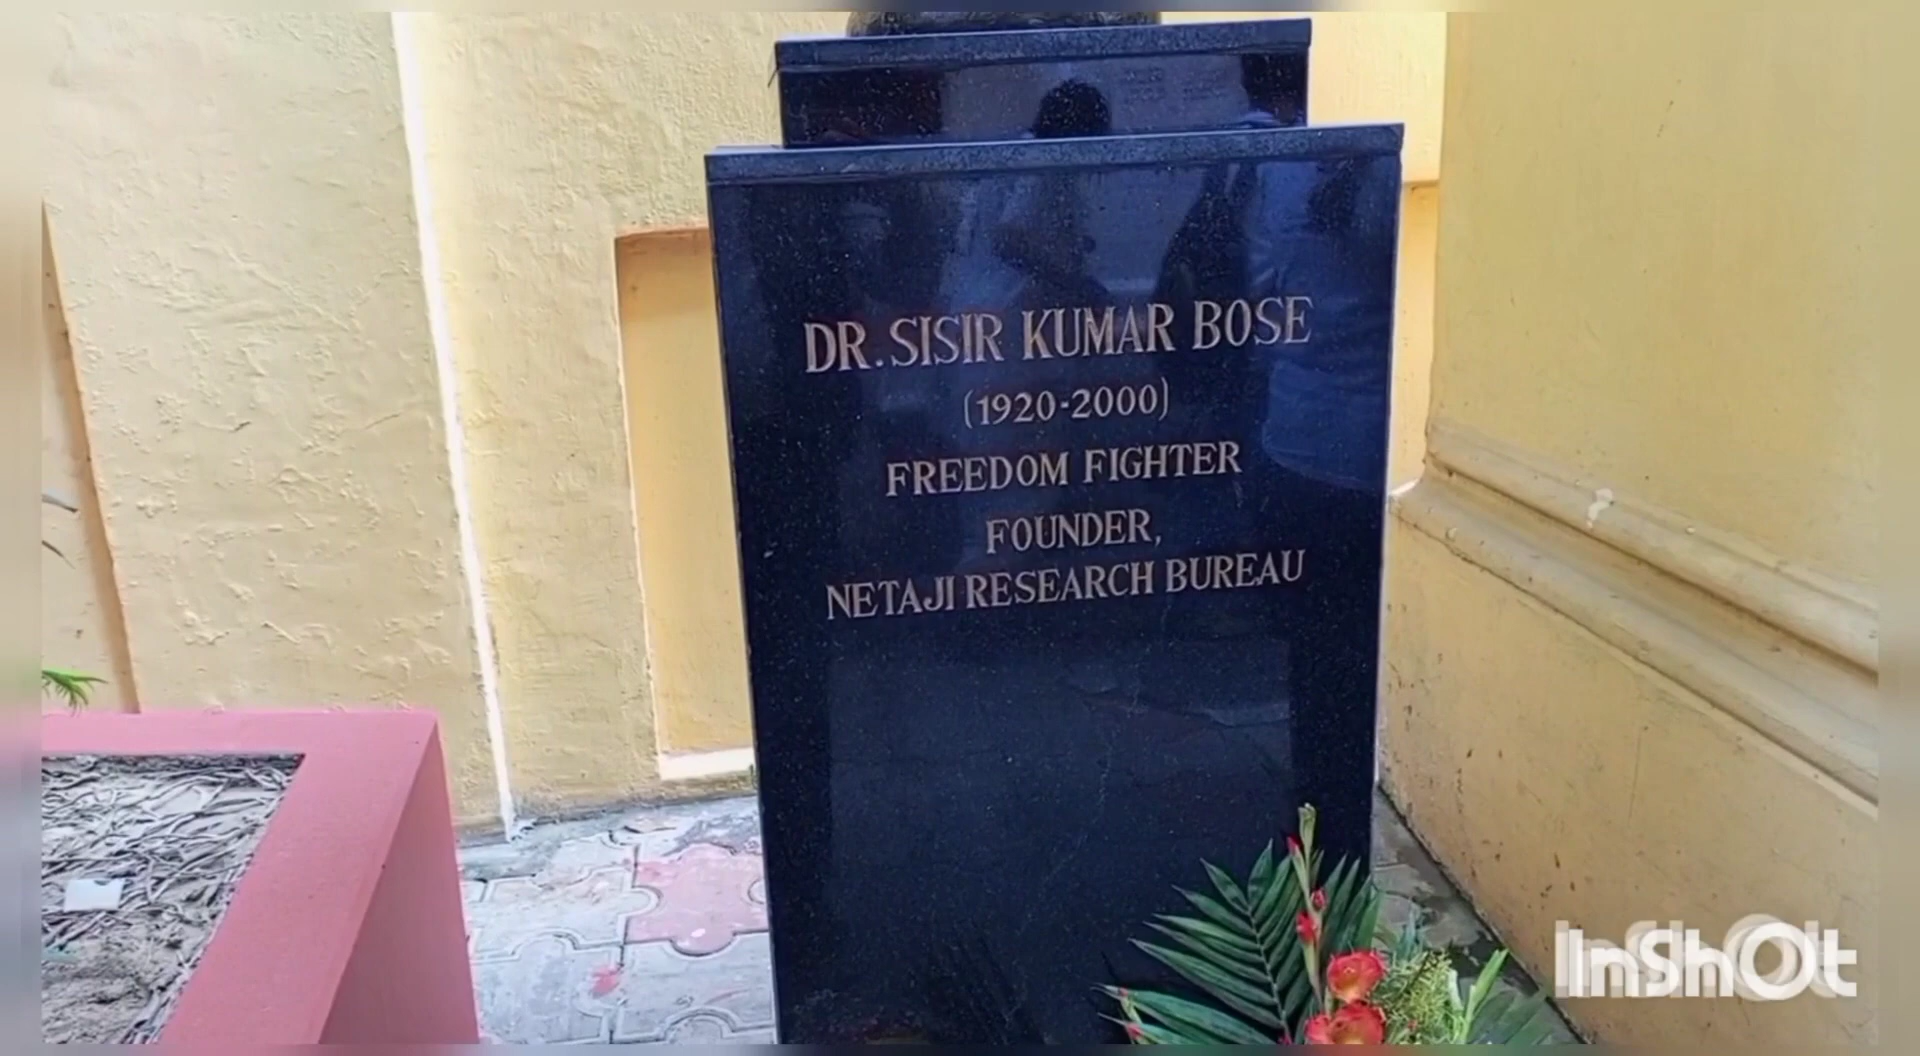 DR. SISIR KUMAR BOSE
(1920-2000)
FREEDOM FIGHTER
FOUNDER,
NETAJI RESEARCH BUREAU
InShOt